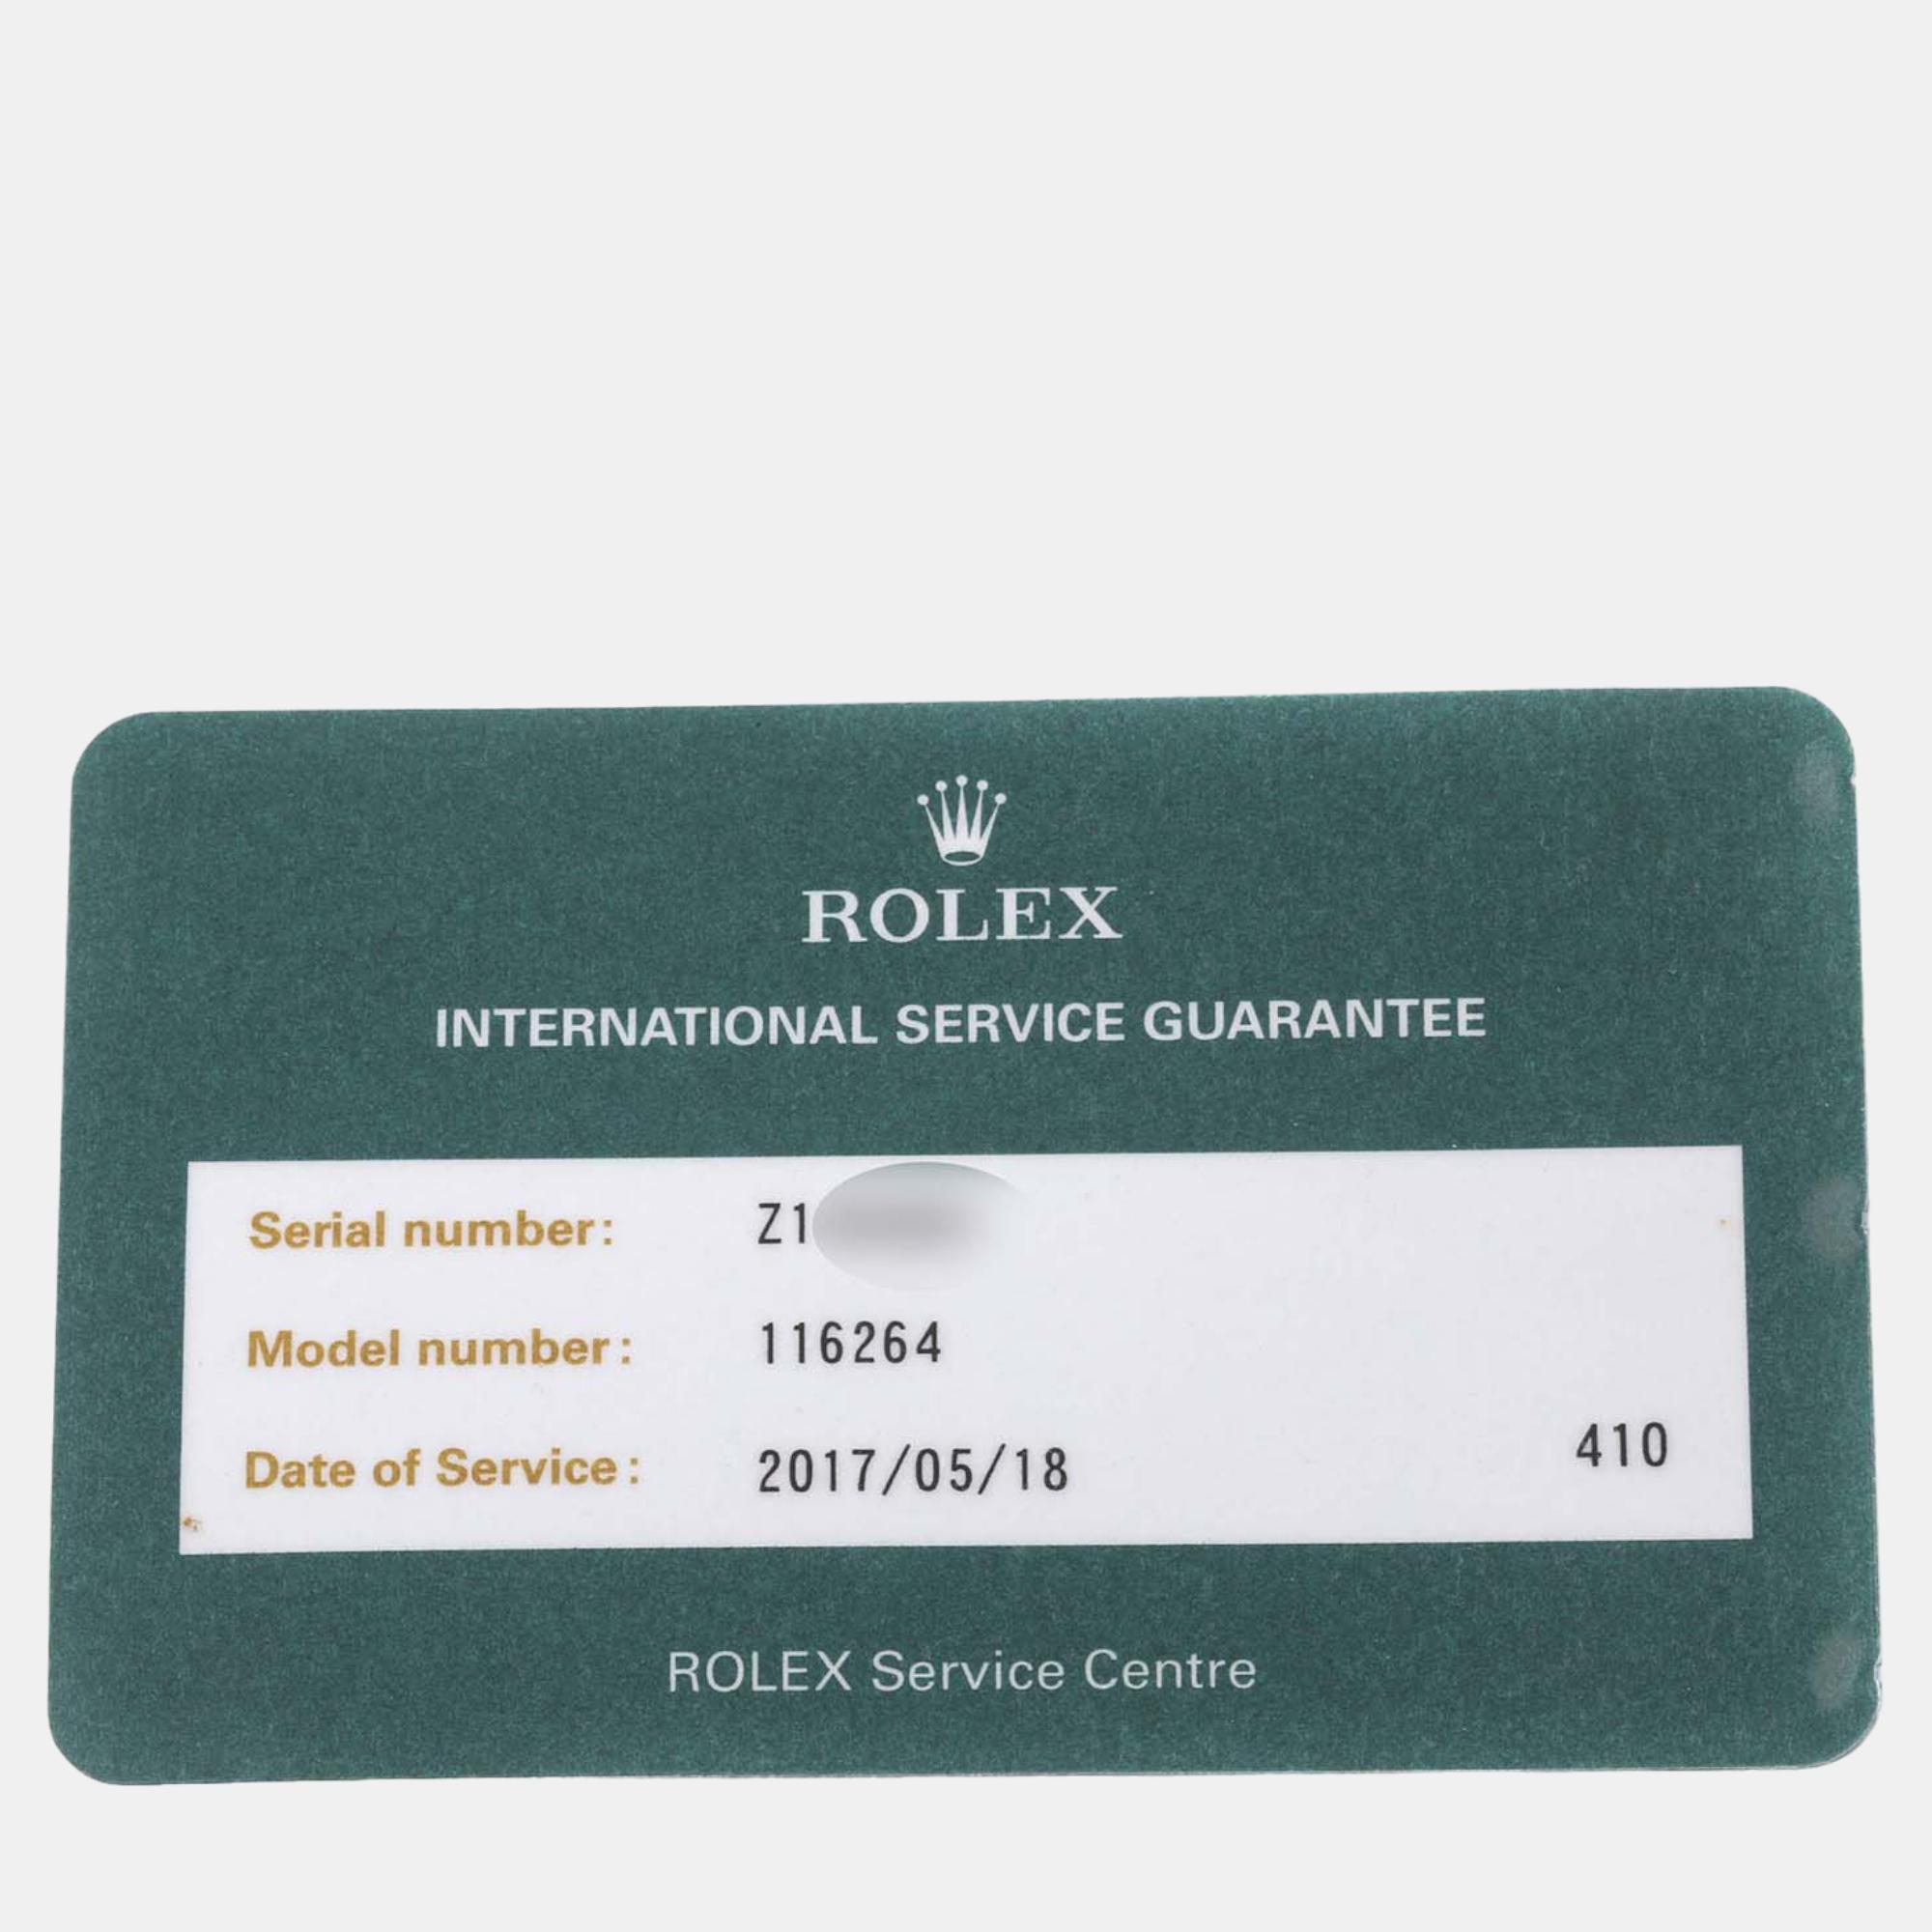 ROLEX
INTERNATIONAL SERVICE GUARANTEE
Serial number: Z1
Model number: 116264
Date of Service: 2017/05/18 410
ROLEX Service Centre